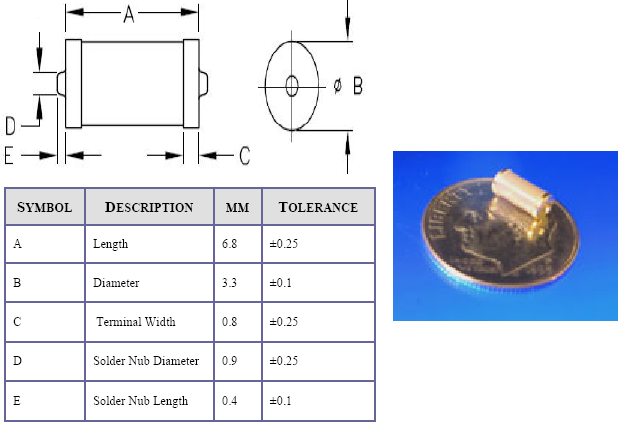 A
D
E
C
ø B
SYMBOL DESCRIPTION MM TOLERANCE
A Length 6.8 ±0.25
B Diameter 3.3 ±0.1
C Terminal Width 0.8 ±0.25
D Solder Nub Diameter 0.9 ±0.25
E Solder Nub Length 0.4 ±0.1
LIBERTY